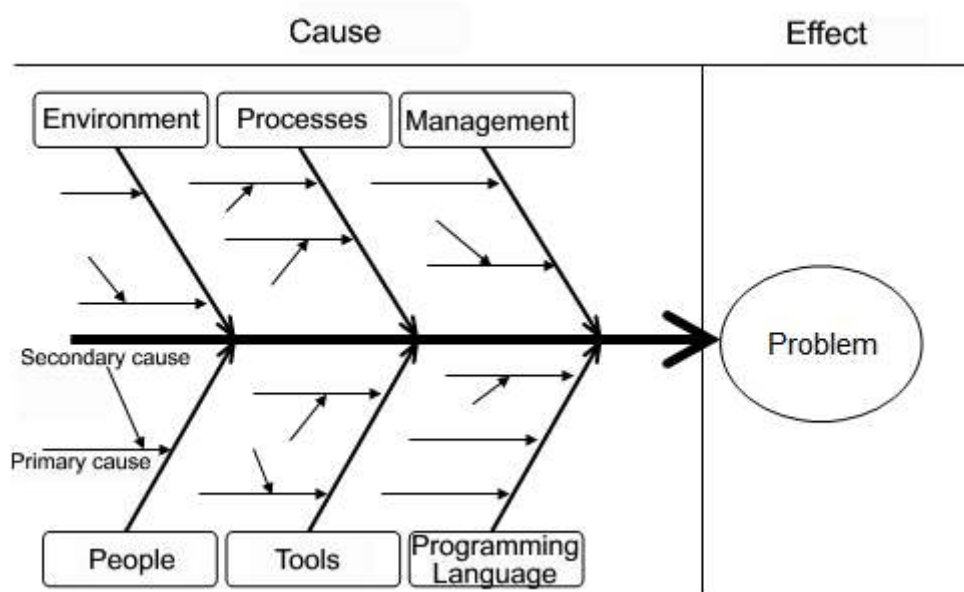 Cause
Effect
Environment
Processes
Management
Problem
Secondary cause
Primary cause
People
Tools
Programming
Language